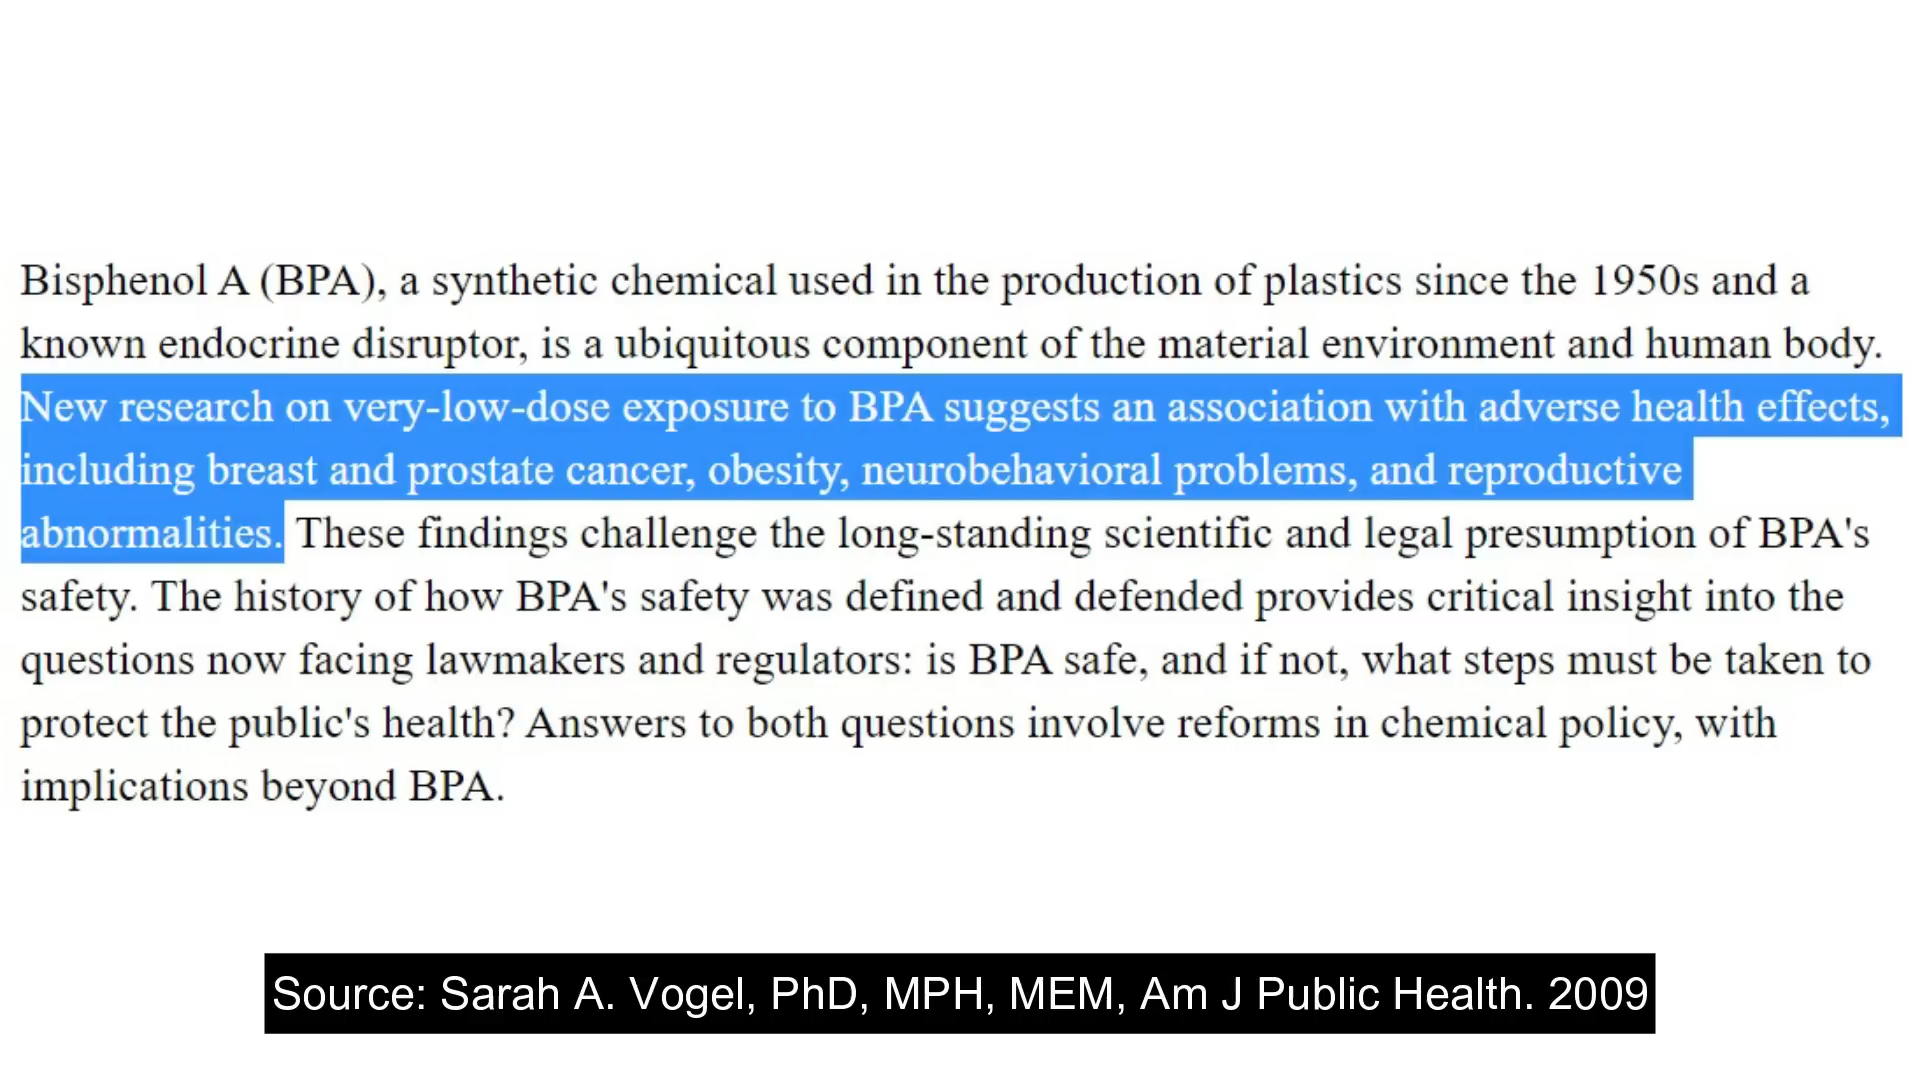 Bisphenol A (BPA), a synthetic chemical used in the production of plastics since the 1950s and a
known endocrine disruptor, is a ubiquitous component of the material environment and human body.
New research on very-low-dose exposure to BPA suggests an association with adverse health effects,
including breast and prostate cancer, obesity, neurobehavioral problems, and reproductive
abnormalities. These findings challenge the long-standing scientific and legal presumption of BPA's
safety. The history of how BPA's safety was defined and defended provides critical insight into the
questions now facing lawmakers and regulators: is BPA safe, and if not, what steps must be taken to
protect the public's health? Answers to both questions involve reforms in chemical policy, with
implications beyond BPA.
Source: Sarah A. Vogel, PhD, MPH, MEM, Am J Public Health. 2009